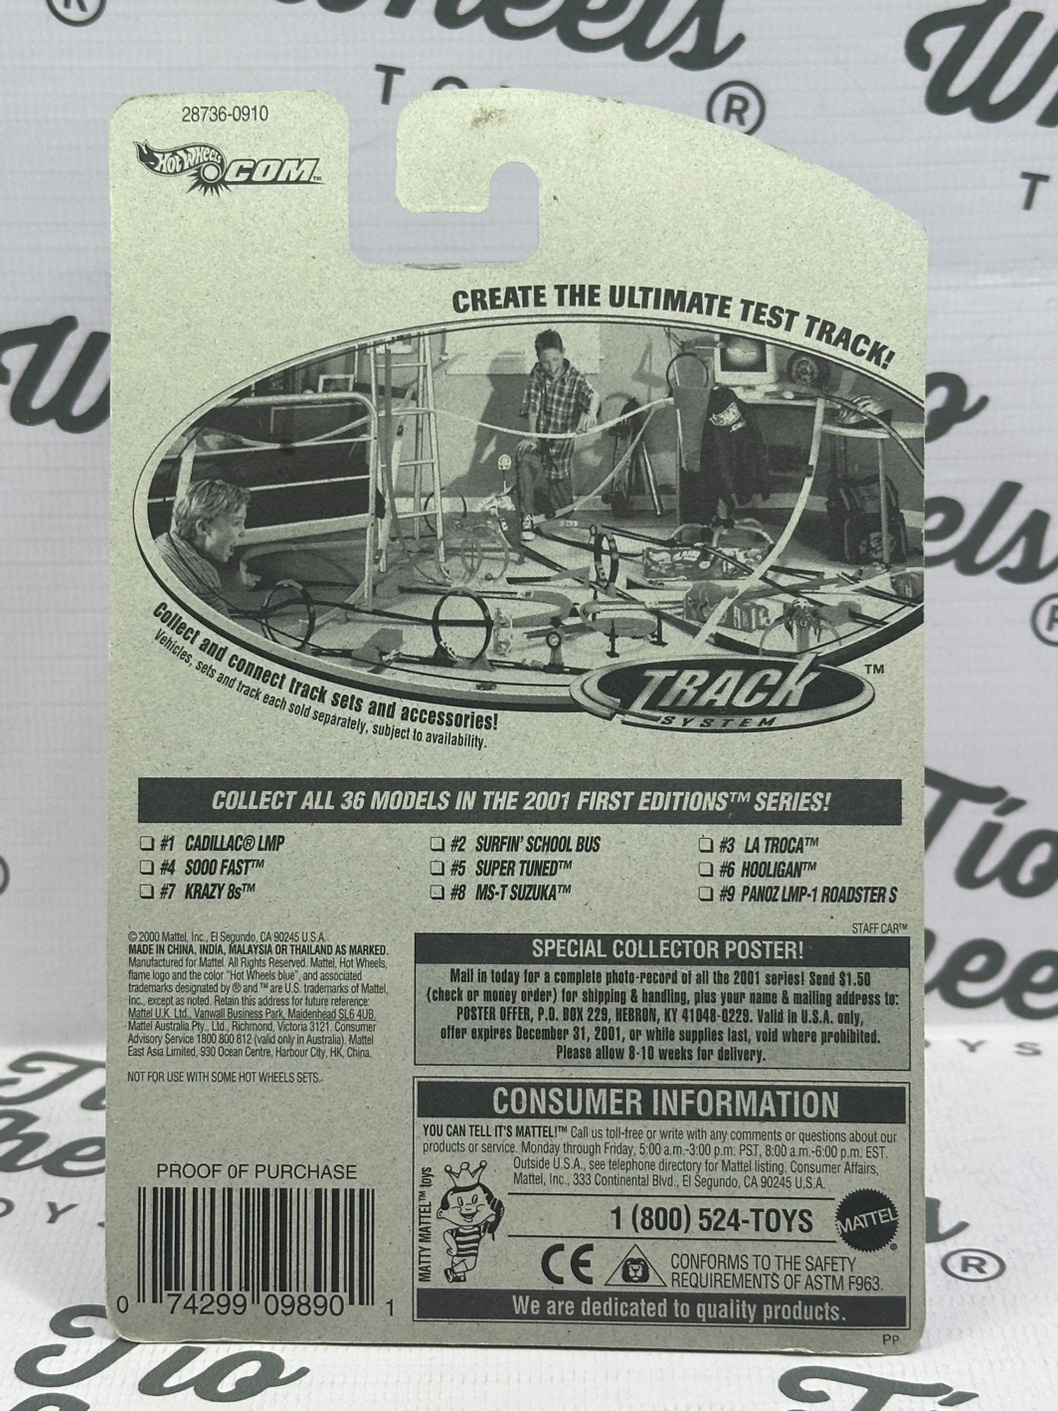 Wheels
TO
®
28736-0910
HOT WHEELS.COM™
CREATE THE ULTIMATE TEST TRACK!
Collect and connect track sets and accessories!
Vehicles, sets and track each sold separately, subject to availability.
TRACK™
SYSTEM
COLLECT ALL 36 MODELS IN THE 2001 FIRST EDITIONS™ SERIES!
❑ #1 CADILLAC® LMP
❑ #2 SURFIN' SCHOOL BUS
❑ #3 LA TROCA™
❑ #4 SOOO FAST™
❑ #5 SUPER TUNED™
❑ #6 HOOLIGAN™
❑ #7 KRAZY 8s™
❑ #8 MS-T SUZUKA™
❑ #9 PANOZ LMP-1 ROADSTER S
STAFF CAR™
© 2000 Mattel, Inc., El Segundo, CA 90245 U.S.A.
MADE IN CHINA, INDIA, MALAYSIA OR THAILAND AS MARKED.
Manufactured for Mattel. All Rights Reserved. Mattel, Hot Wheels,
flame logo and the color "Hot Wheels blue", and associated
trademarks designated by ® and ™ are U.S. trademarks of Mattel,
Inc., except as noted. Retain this address for future reference:
Mattel U.K. Ltd., Vanwall Business Park, Maidenhead SL6 4UB.
Mattel Australia Pty., Ltd., Richmond, Victoria 3121. Consumer
Advisory Service 1800 800 812 (valid only in Australia). Mattel
East Asia Limited, 930 Ocean Centre, Harbour City, HK, China.
NOT FOR USE WITH SOME HOT WHEELS SETS.
SPECIAL COLLECTOR POSTER!
Mail in today for a complete photo-record of all the 2001 series! Send $1.50
(check or money order) for shipping & handling, plus your name & mailing address to:
POSTER OFFER, P.O. BOX 229, HEBRON, KY 41048-0229. Valid in U.S.A. only,
offer expires December 31, 2001, or while supplies last, void where prohibited.
Please allow 8-10 weeks for delivery.
CONSUMER INFORMATION
YOU CAN TELL IT'S MATTEL!™ Call us toll-free or write with any comments or questions about our
products or service. Monday through Friday, 5:00 a.m.-3:00 p.m. PST, 8:00 a.m.-6:00 p.m. EST.
Outside U.S.A., see telephone directory for Mattel listing. Consumer Affairs,
Mattel, Inc., 333 Continental Blvd., El Segundo, CA 90245 U.S.A.
MATTY MATTEL™ toys
1 (800) 524-TOYS
MATTEL®
CE
CONFORMS TO THE SAFETY
REQUIREMENTS OF ASTM F963.
We are dedicated to quality products.
PROOF OF PURCHASE
0 74299 09890 1
PP
Tio